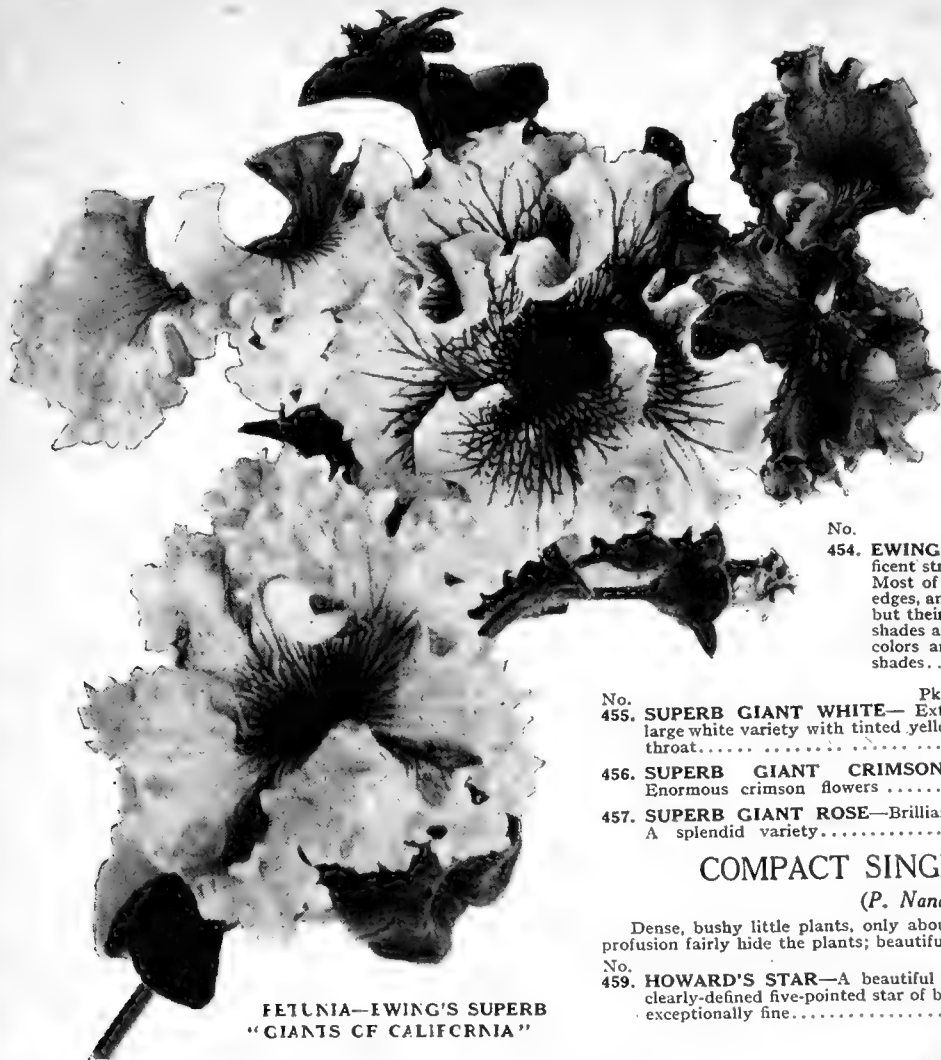 No.
454. EWING
ficent str
Most of
edges, ar
but their
shades a
colors ar
shades..
No. Pk
455. SUPERB GIANT WHITE— Ext
large white variety with tinted yell
throat..... ........ ..... ...
456. SUPERB GIANT CRIMSON
Enormous crimson flowers ......
457. SUPERB GIANT ROSE—Brillia
A splendid variety.............
COMPACT SING
(P. Nan
Dense, bushy little plants, only abou
profusion fairly hide the plants; beautifu
No.
459. HOWARD'S STAR—A beautiful
clearly-defined five-pointed star of b
exceptionally fine................
PETUNIA—EWING'S SUPERB
"GIANTS OF CALIFORNIA"